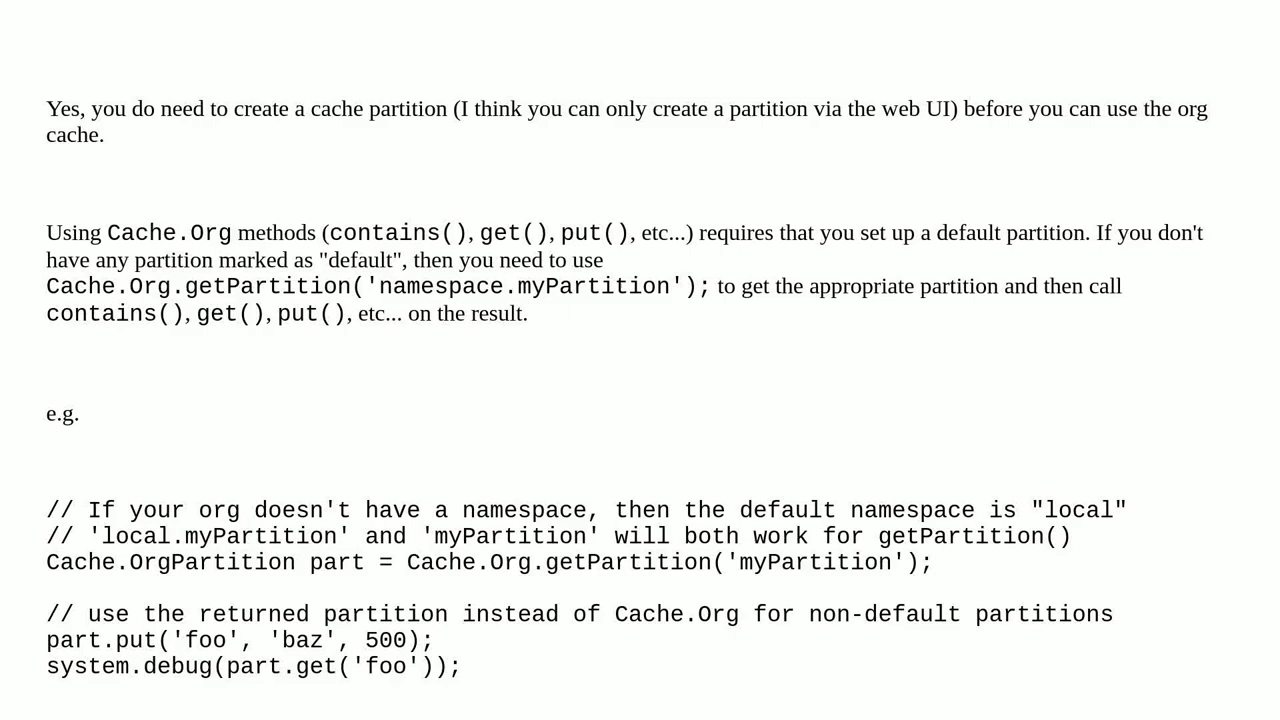 Yes, you do need to create a cache partition (I think you can only create a partition via the web UI) before you can use the org
cache.
Using Cache.Org methods (contains(), get(), put(), etc...) requires that you set up a default partition. If you don't
have any partition marked as "default", then you need to use
Cache.Org.getPartition('namespace.myPartition'); to get the appropriate partition and then call
contains(), get(), put(), etc... on the result.
e.g.
// If your org doesn't have a namespace, then the default namespace is "local"
// 'local.myPartition' and 'myPartition' will both work for getPartition()
Cache.OrgPartition part = Cache.Org.getPartition('myPartition');
// use the returned partition instead of Cache.Org for non-default partitions
part.put('foo', 'baz', 500);
system.debug(part.get('foo'));